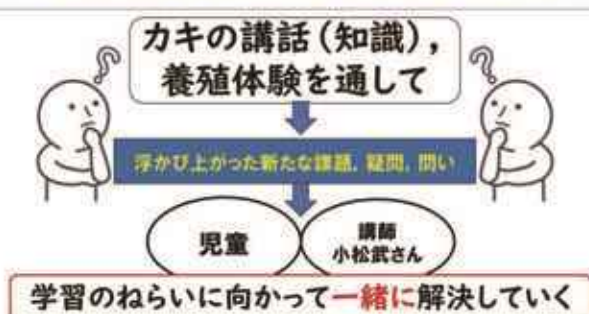 カキの講話(知識),
養殖体験を通して
浮かび上がった新たな課題,疑問,問い
児童
講師
小松武さん
学習のねらいに向かって一緒に解決していく